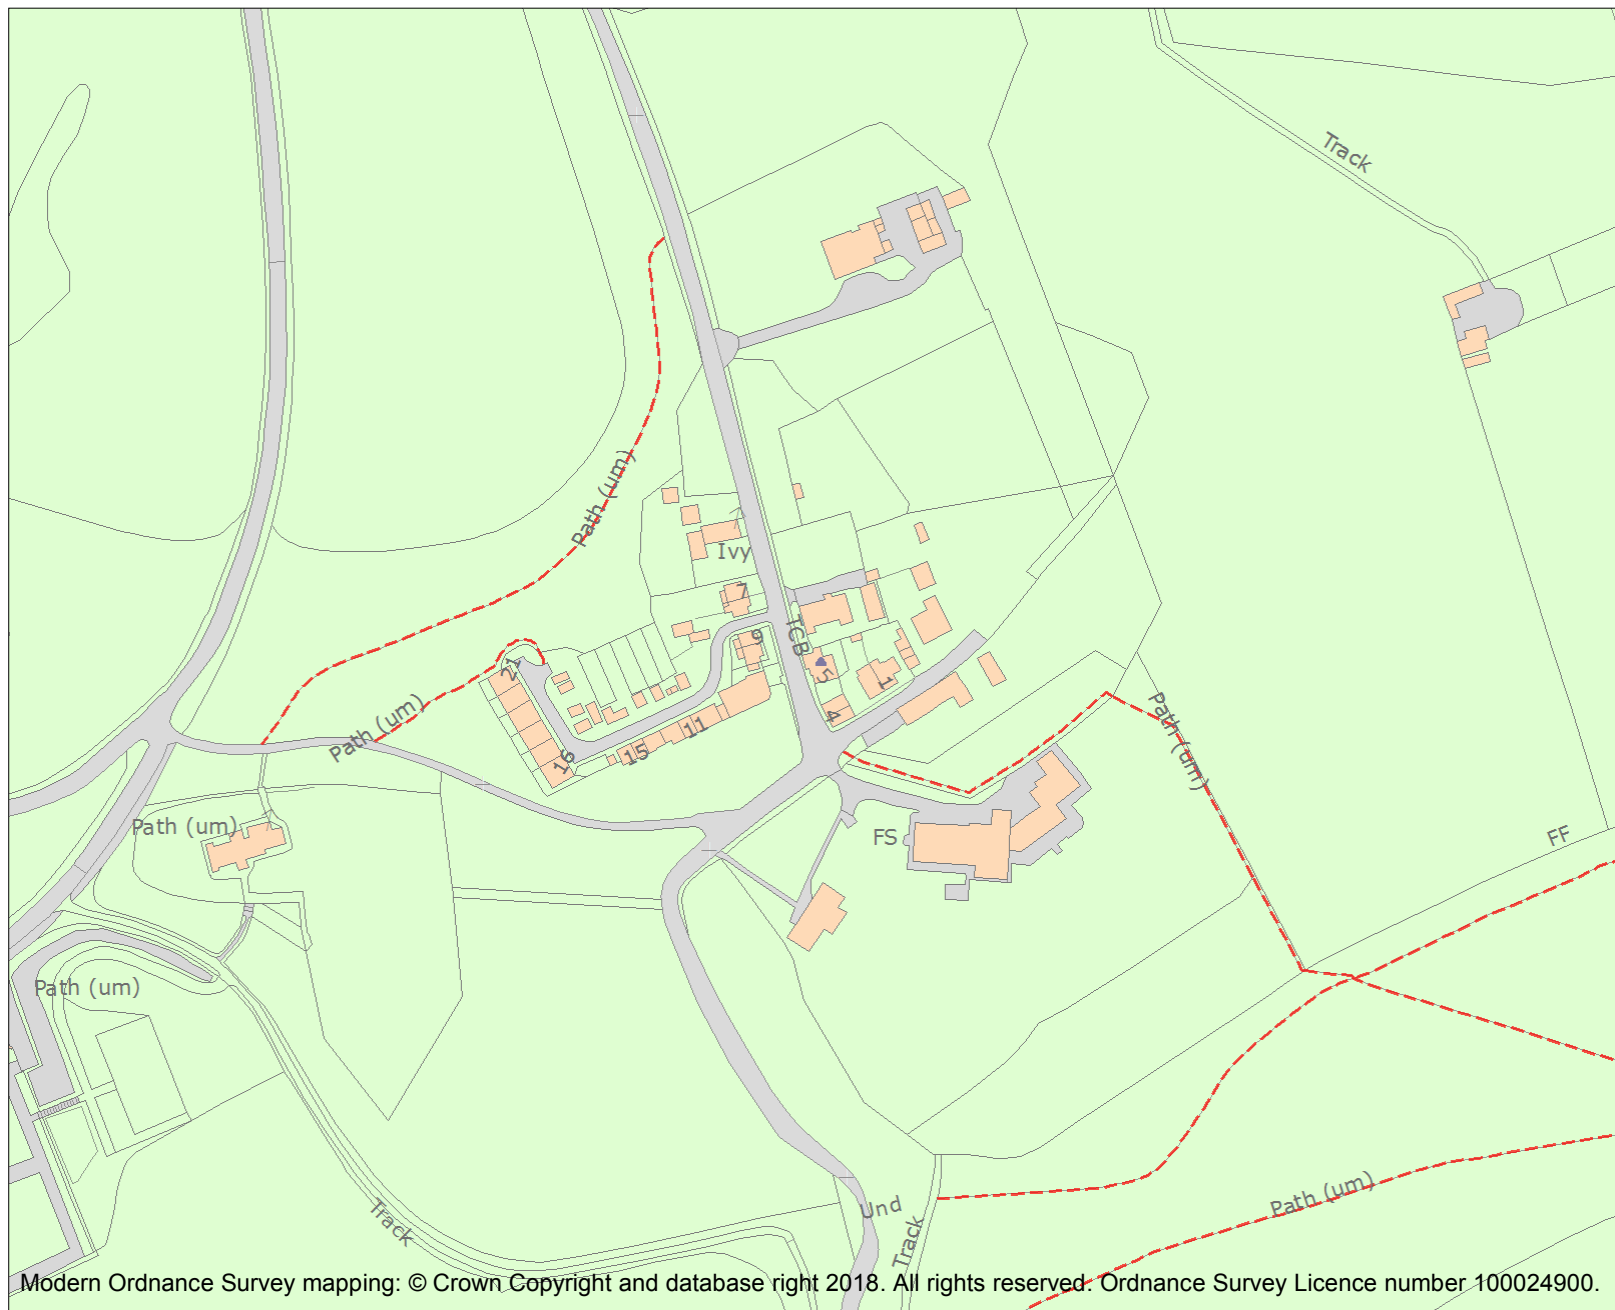 Track
Path (um)
Ivy
7
9
TCB
5
1
4
21
Path (um)
16
15
11
Path (um)
Path (um)
FS
FF
Path (um)
Track
Und
Track
Path (um)
Modern Ordnance Survey mapping: © Crown Copyright and database right 2018. All rights reserved. Ordnance Survey Licence number 100024900.